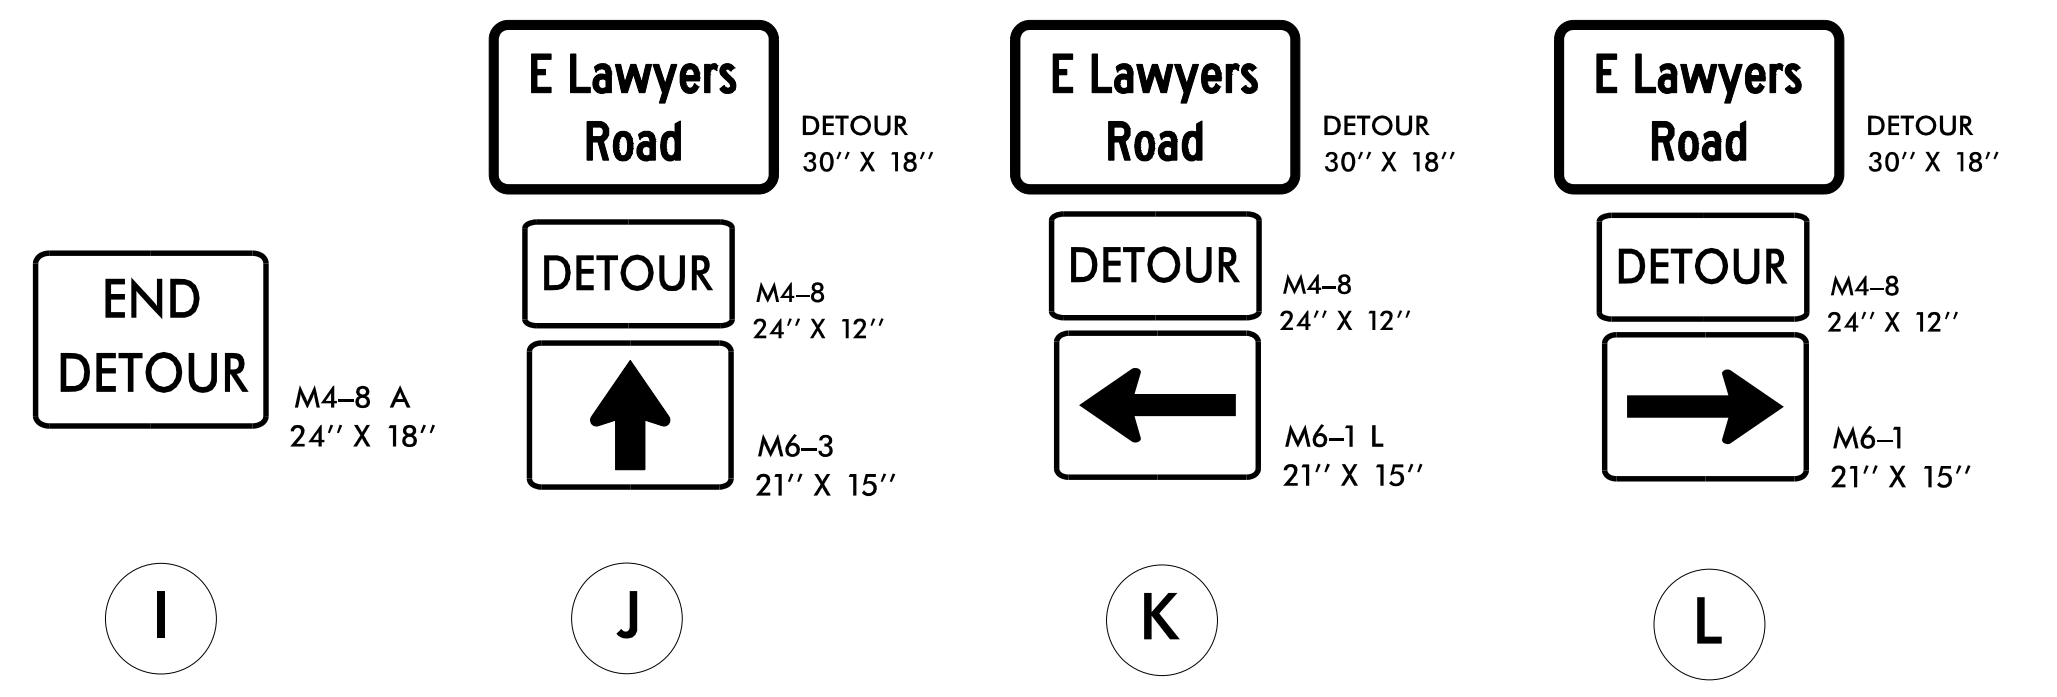 END
DETOUR
M4–8 A
24'' X 18''
I
E Lawyers
Road
DETOUR
30'' X 18''
DETOUR
M4–8
24'' X 12''
M6–3
21'' X 15''
J
E Lawyers
Road
DETOUR
30'' X 18''
DETOUR
M4–8
24'' X 12''
M6–1 L
21'' X 15''
K
E Lawyers
Road
DETOUR
30'' X 18''
DETOUR
M4–8
24'' X 12''
M6–1
21'' X 15''
L